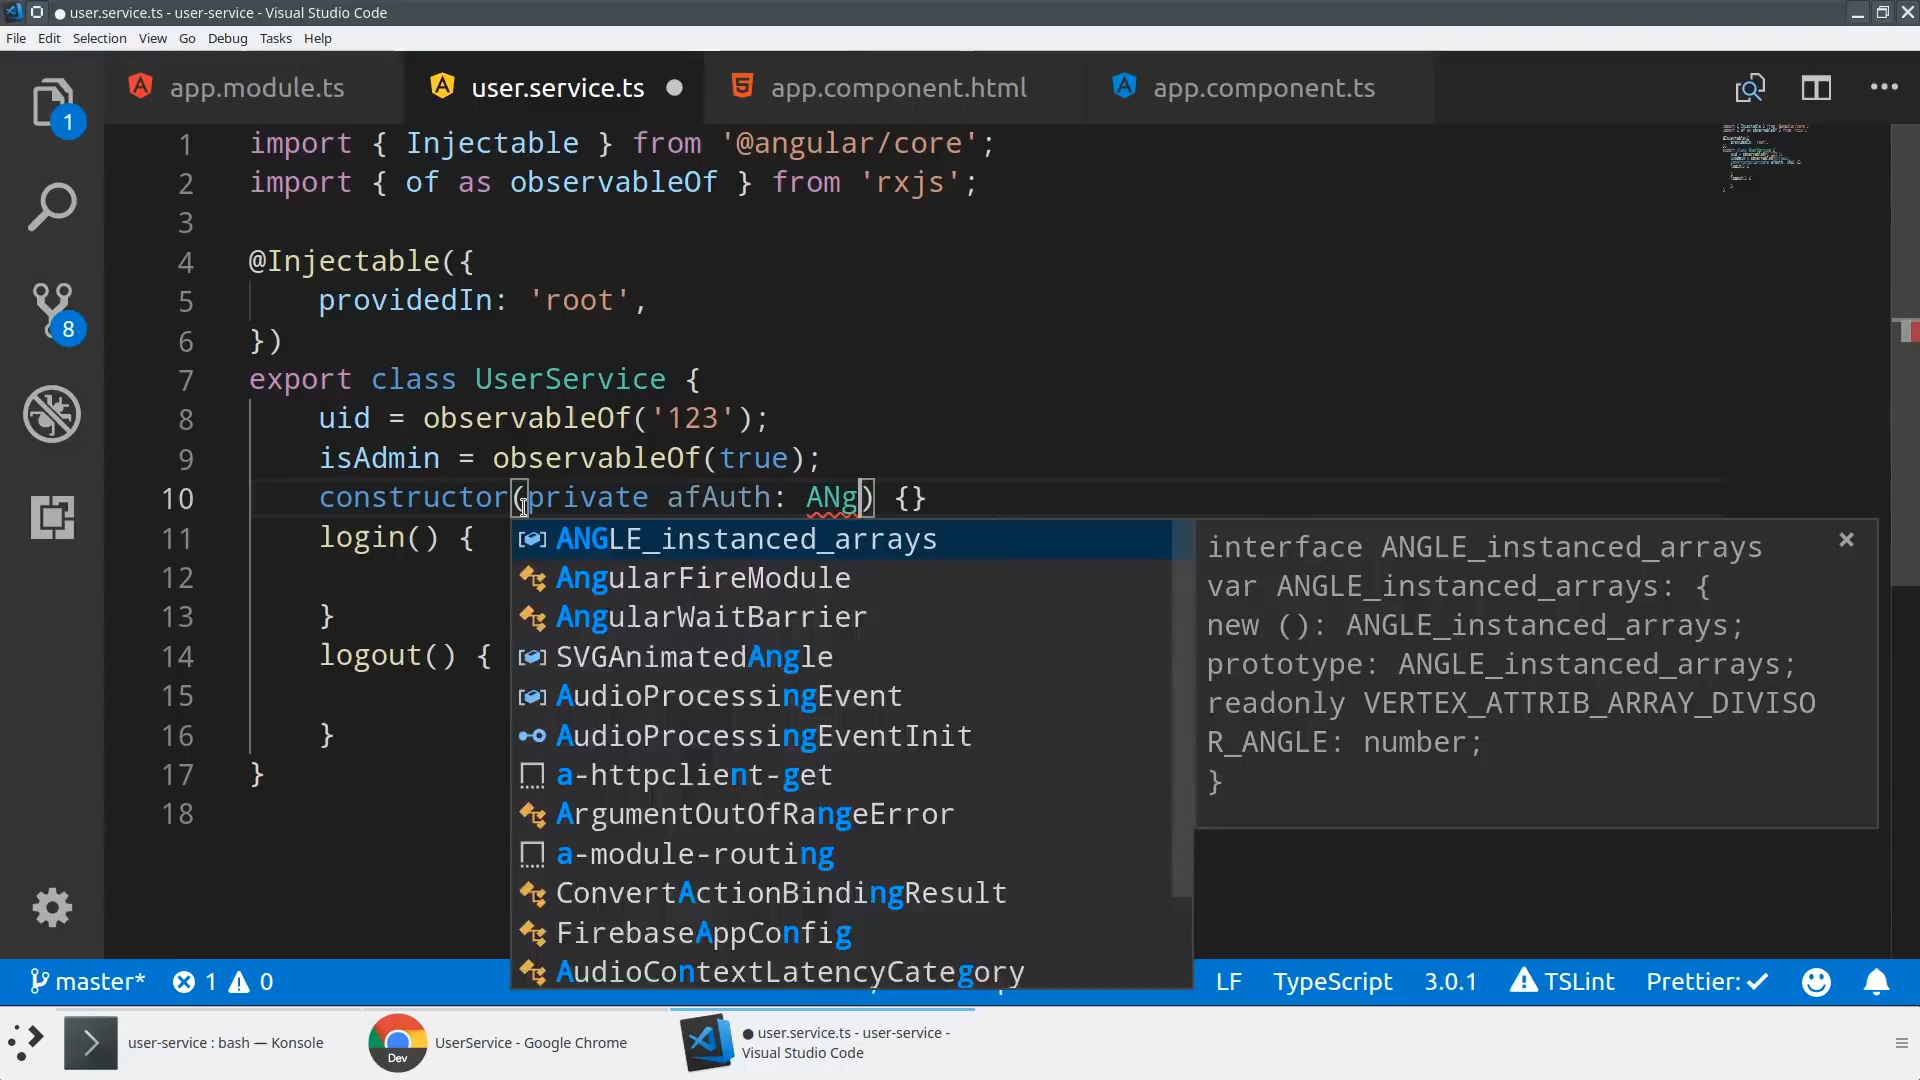 user.service.ts - user-service - Visual Studio Code
File Edit Selection View Go Debug Tasks Help
app.module.ts user.service.ts app.component.html app.component.ts
1
8
1 import { Injectable } from '@angular/core';
2 import { of as observableOf } from 'rxjs';
3
4 @Injectable({
5 providedIn: 'root',
6 })
7 export class UserService {
8 uid = observableOf('123');
9 isAdmin = observableOf(true);
10 constructor(private afAuth: ANg) {}
11 login() {
12
13 }
14 logout() {
15
16 }
17 }
18
ANGLE_instanced_arrays
AngularFireModule
AngularWaitBarrier
SVGAnimatedAngle
AudioProcessingEvent
AudioProcessingEventInit
a-httpclient-get
ArgumentOutOfRangeError
a-module-routing
ConvertActionBindingResult
FirebaseAppConfig
AudioContextLatencyCategory
interface ANGLE_instanced_arrays
var ANGLE_instanced_arrays: {
new (): ANGLE_instanced_arrays;
prototype: ANGLE_instanced_arrays;
readonly VERTEX_ATTRIB_ARRAY_DIVISO
R_ANGLE: number;
}
master* 1 0 LF TypeScript 3.0.1 TSLint Prettier: ✓
user-service : bash — Konsole
Dev
UserService - Google Chrome
● user.service.ts - user-service -
Visual Studio Code